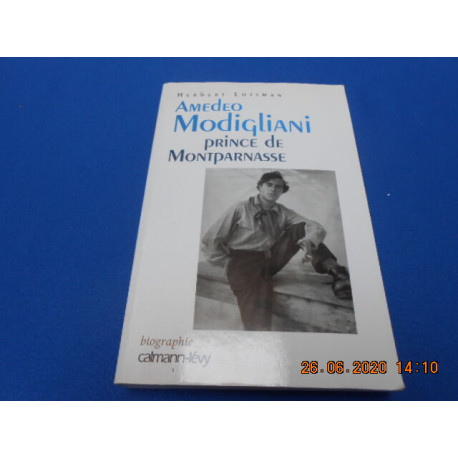 Herbert Lottman
Amedeo
Modigliani
prince de
Montparnasse
biographie
calmann-lévy
26.06.2020 14:10